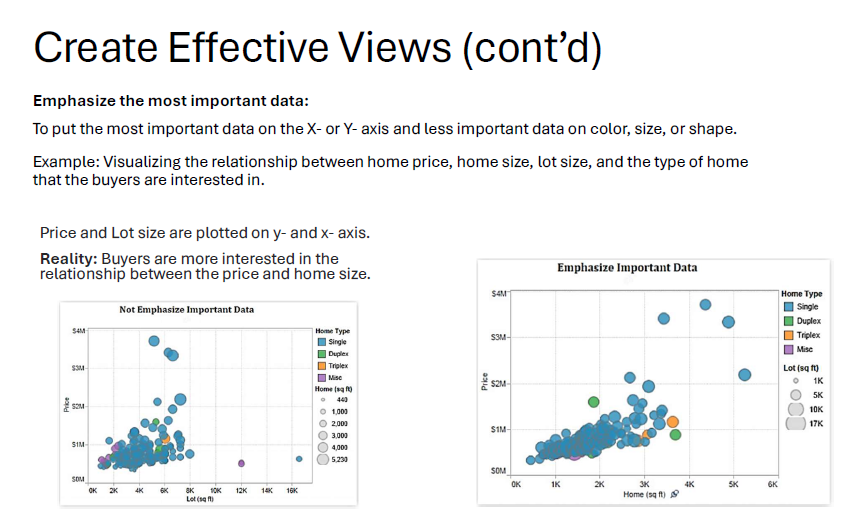 Create Effective Views (cont’d)
Emphasize the most important data:
To put the most important data on the X- or Y- axis and less important data on color, size, or shape.
Example: Visualizing the relationship between home price, home size, lot size, and the type of home
that the buyers are interested in.
Price and Lot size are plotted on y- and x- axis.
Reality: Buyers are more interested in the
relationship between the price and home size.
Not Emphasize Important Data
$4M
$3M
$2M
$1M
$0M
Price
0K 2K 4K 6K 8K 10K 12K 14K 16K
Lot (sq ft)
Home Type
Single
Duplex
Triplex
Misc
Home (sq ft)
440
1,000
2,000
3,000
4,000
5,230
Emphasize Important Data
$4M
$3M
$2M
$1M
$0M
Price
0K 1K 2K 3K 4K 5K 6K
Home (sq ft)
Home Type
Single
Duplex
Triplex
Misc
Lot (sq ft)
1K
5K
10K
17K